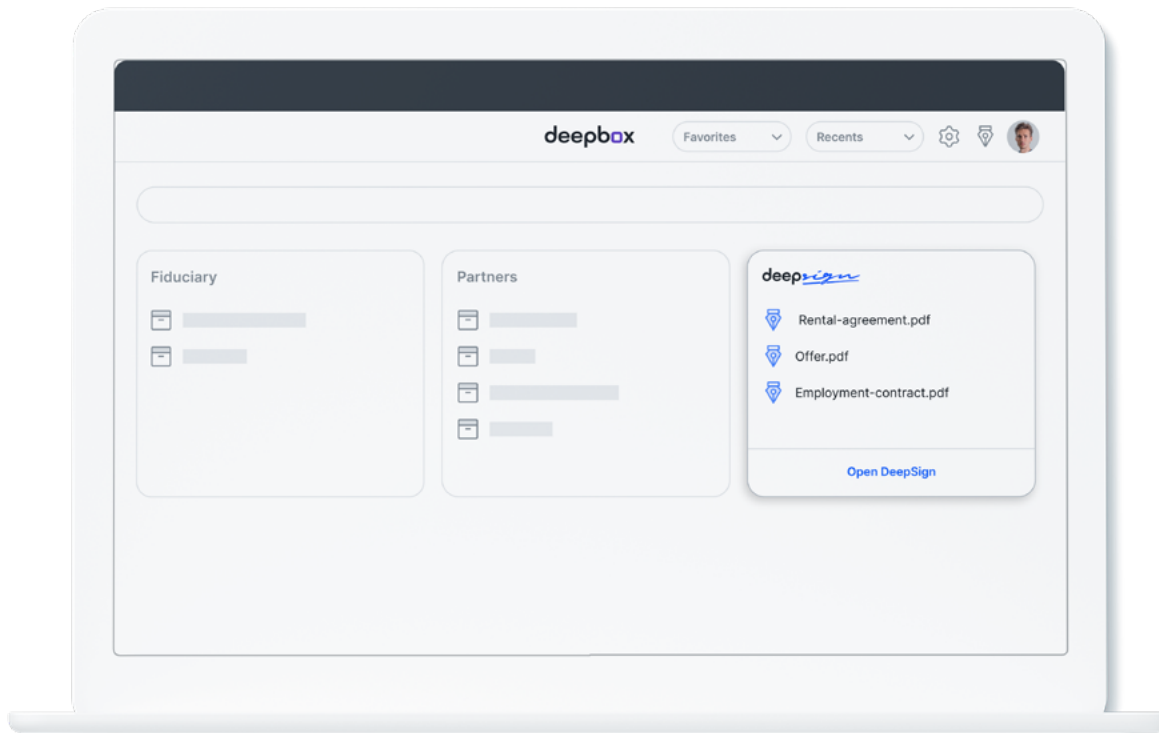 deepbox
Favorites
Recents
Fiduciary
Partners
deepsign
Rental-agreement.pdf
Offer.pdf
Employment-contract.pdf
Open DeepSign